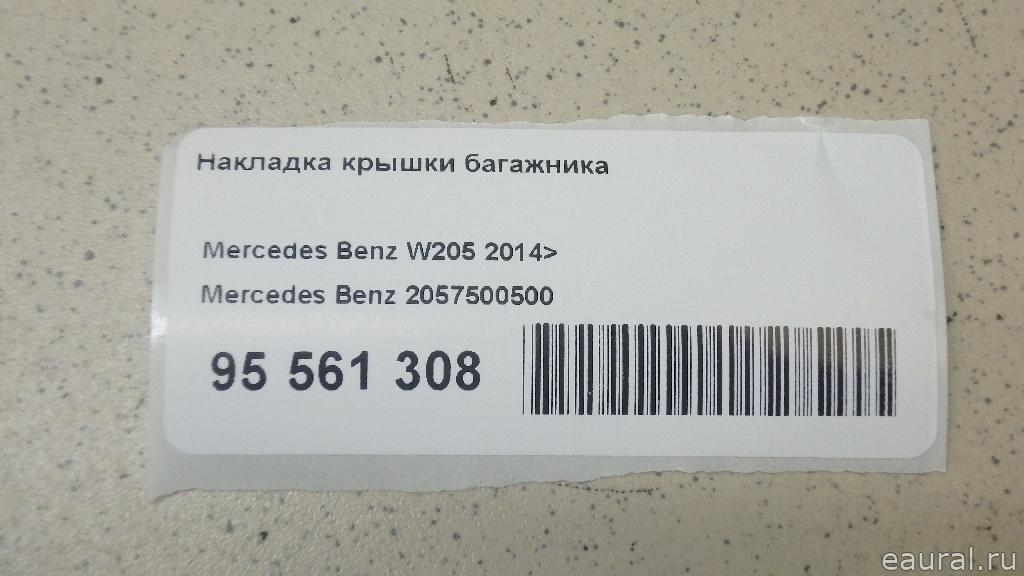 Накладка крышки багажника
Mercedes Benz W205 2014>
Mercedes Benz 2057500500
95 561 308
eaural.ru